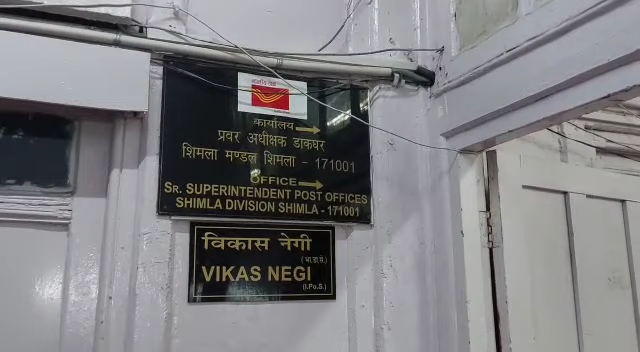 कार्यालय
प्रवर अधीक्षक डाकघर
शिमला मण्डल शिमला - 171001
OFFICE
SR. SUPERINTENDENT POST OFFICES
SHIMLA DIVISION SHIMLA - 171001
विकास नेगी
(भा.डा.से.)
VIKAS NEGI
(I.Po.S.)